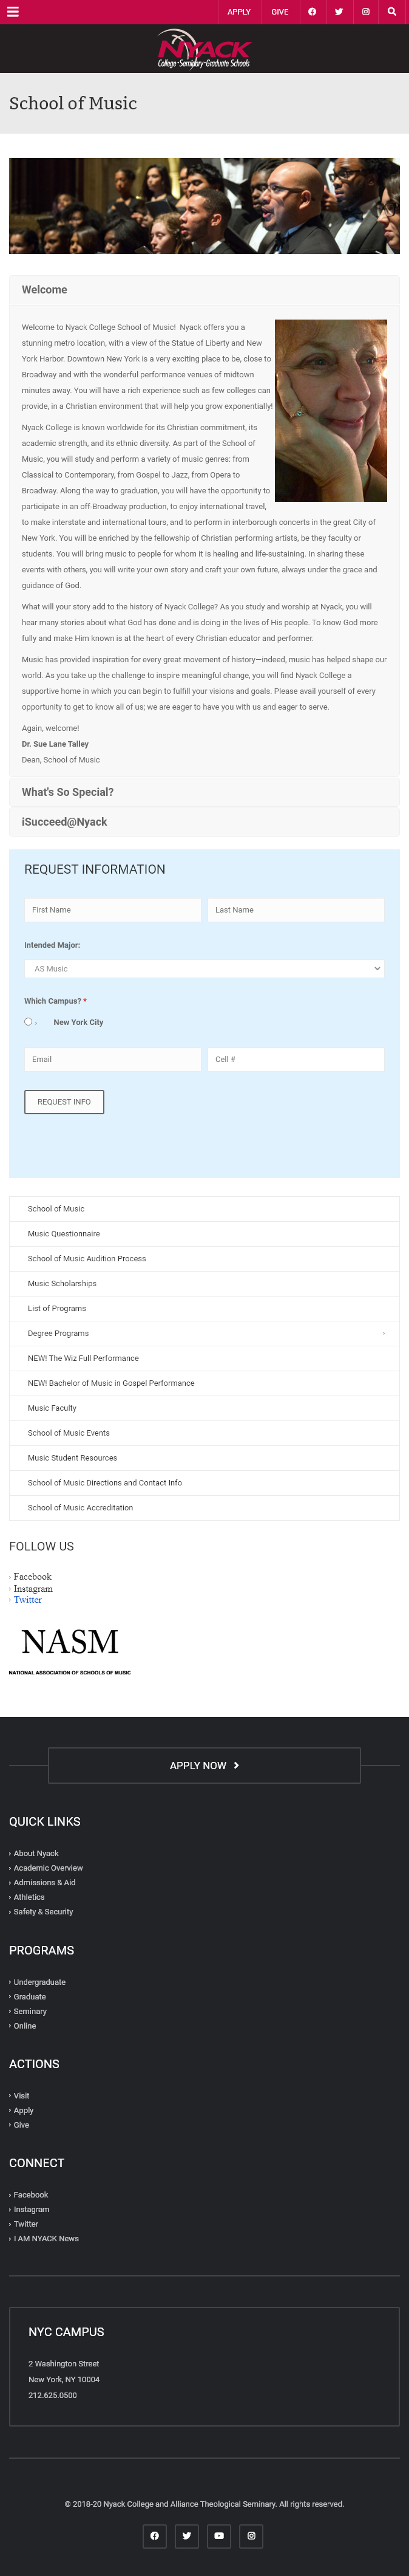 APPLY
GIVE
NYACK
College · Seminary · Graduate Schools
School of Music
Welcome
Welcome to Nyack College School of Music!  Nyack offers you a
stunning metro location, with a view of the Statue of Liberty and New
York Harbor. Downtown New York is a very exciting place to be, close to
Broadway and with the wonderful performance venues of midtown
minutes away. You will have a rich experience such as few colleges can
provide, in a Christian environment that will help you grow exponentially!
Nyack College is known worldwide for its Christian commitment, its
academic strength, and its ethnic diversity. As part of the School of
Music, you will study and perform a variety of music genres: from
Classical to Contemporary, from Gospel to Jazz, from Opera to
Broadway. Along the way to graduation, you will have the opportunity to
participate in an off-Broadway production, to enjoy international travel,
to make interstate and international tours, and to perform in interborough concerts in the great City of
New York. You will be enriched by the fellowship of Christian performing artists, be they faculty or
students. You will bring music to people for whom it is healing and life-sustaining. In sharing these
events with others, you will write your own story and craft your own future, always under the grace and
guidance of God.
What will your story add to the history of Nyack College? As you study and worship at Nyack, you will
hear many stories about what God has done and is doing in the lives of His people. To know God more
fully and make Him known is at the heart of every Christian educator and performer.
Music has provided inspiration for every great movement of history—indeed, music has helped shape our
world. As you take up the challenge to inspire meaningful change, you will find Nyack College a
supportive home in which you can begin to fulfill your visions and goals. Please avail yourself of every
opportunity to get to know all of us; we are eager to have you with us and eager to serve.
Again, welcome!
Dr. Sue Lane Talley
Dean, School of Music
What's So Special?
iSucceed@Nyack
REQUEST INFORMATION
First Name
Last Name
Intended Major:
AS Music
Which Campus? *
New York City
Email
Cell #
REQUEST INFO
School of Music
Music Questionnaire
School of Music Audition Process
Music Scholarships
List of Programs
Degree Programs
NEW! The Wiz Full Performance
NEW! Bachelor of Music in Gospel Performance
Music Faculty
School of Music Events
Music Student Resources
School of Music Directions and Contact Info
School of Music Accreditation
FOLLOW US
Facebook
Instagram
Twitter
NASM
NATIONAL ASSOCIATION OF SCHOOLS OF MUSIC
APPLY NOW
QUICK LINKS
About Nyack
Academic Overview
Admissions & Aid
Athletics
Safety & Security
PROGRAMS
Undergraduate
Graduate
Seminary
Online
ACTIONS
Visit
Apply
Give
CONNECT
Facebook
Instagram
Twitter
I AM NYACK News
NYC CAMPUS
2 Washington Street
New York, NY 10004
212.625.0500
© 2018-20 Nyack College and Alliance Theological Seminary. All rights reserved.